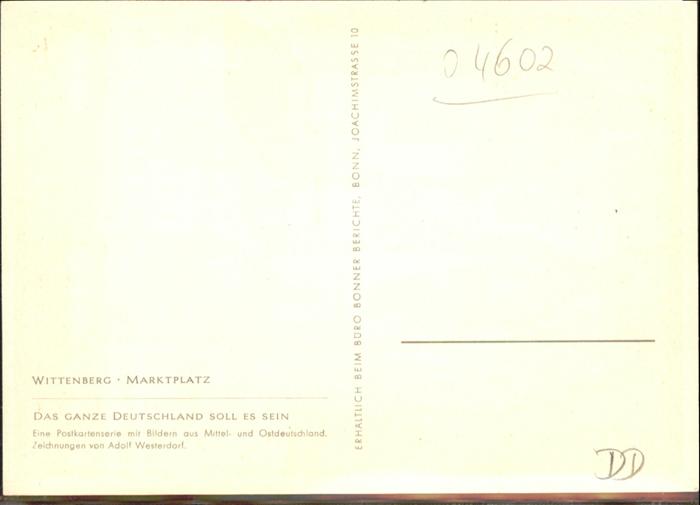 WITTENBERG · MARKTPLATZ
DAS GANZE DEUTSCHLAND SOLL ES SEIN
Eine Postkartenserie mit Bildern aus Mittel- und Ostdeutschland.
Zeichnungen von Adolf Westerdorf.
ERHÄLTLICH BEIM BÜRO BONNER BERICHTE, BONN, JOACHIMSTRASSE 10
04602
DD